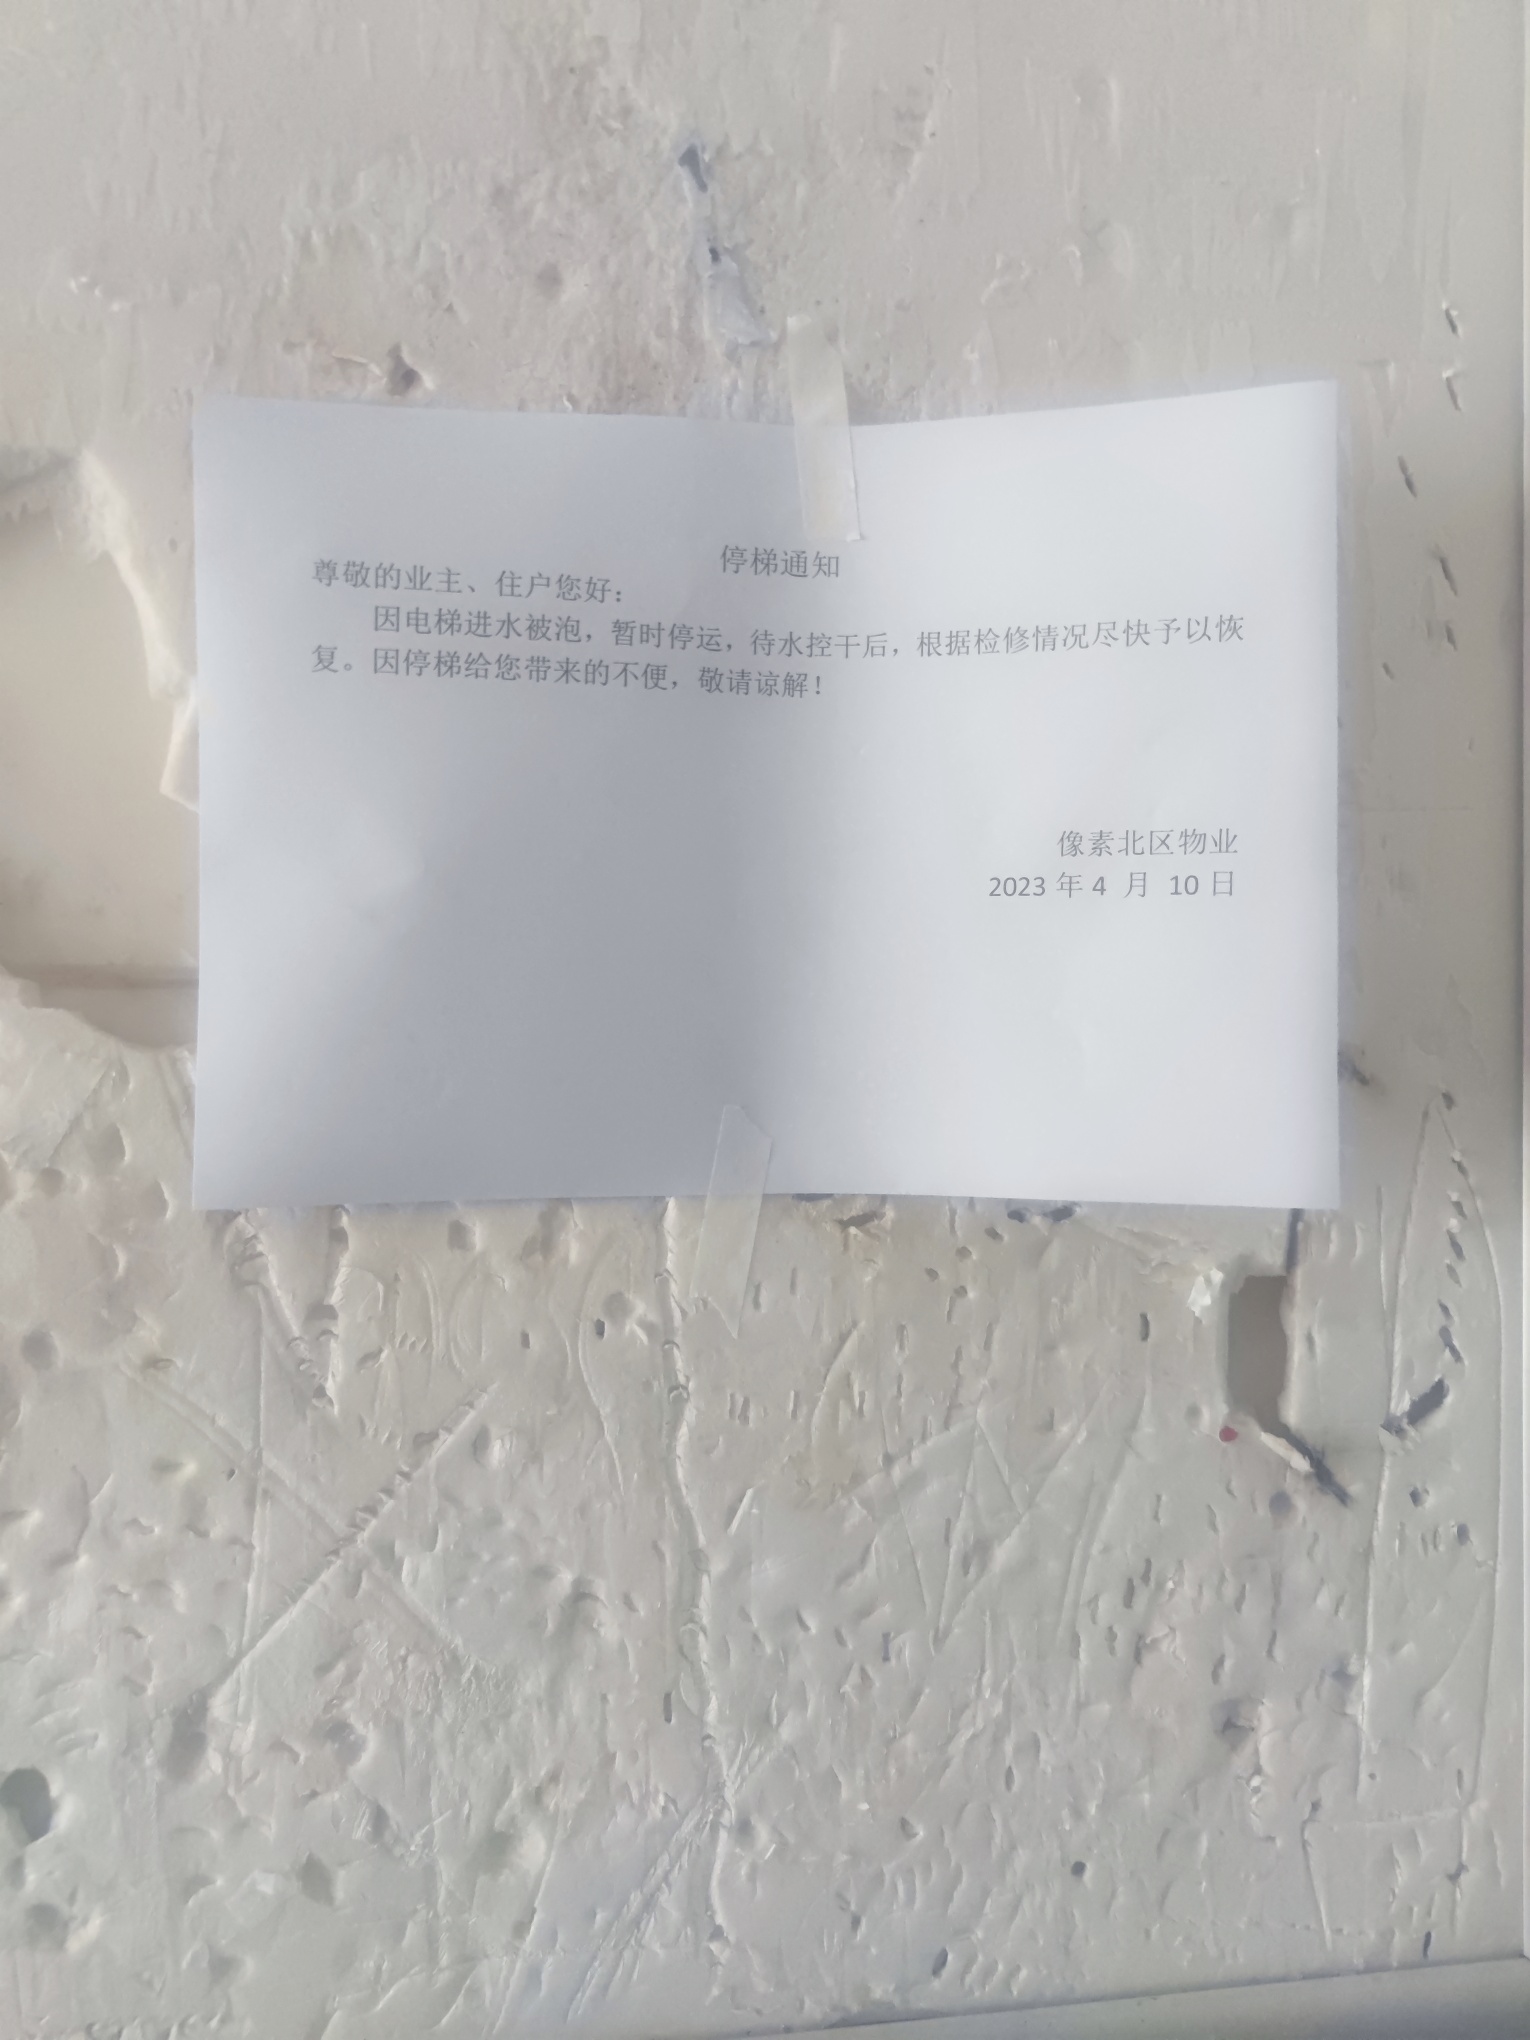 停梯通知
尊敬的业主、住户您好：
因电梯进水被泡，暂时停运，待水控干后，根据检修情况尽快予以恢
复。因停梯给您带来的不便，敬请谅解！
像素北区物业
2023 年 4 月 10 日